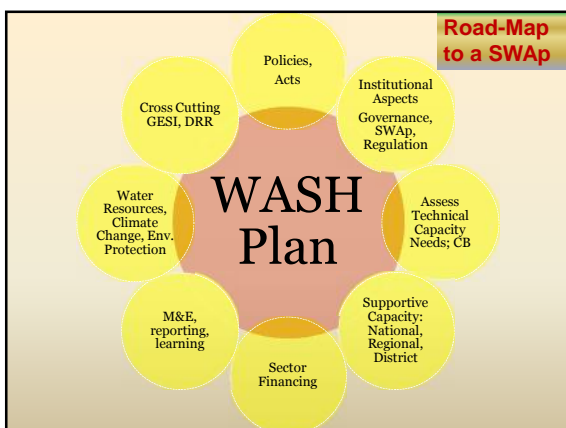 Road-Map
to a SWAp
Policies,
Acts
Institutional
Aspects
Governance,
SWAp,
Regulation
Assess
Technical
Capacity
Needs; CB
Supportive
Capacity:
National,
Regional,
District
Sector
Financing
M&E,
reporting,
learning
Water
Resources,
Climate
Change, Env.
Protection
Cross Cutting
GESI, DRR
WASH
Plan